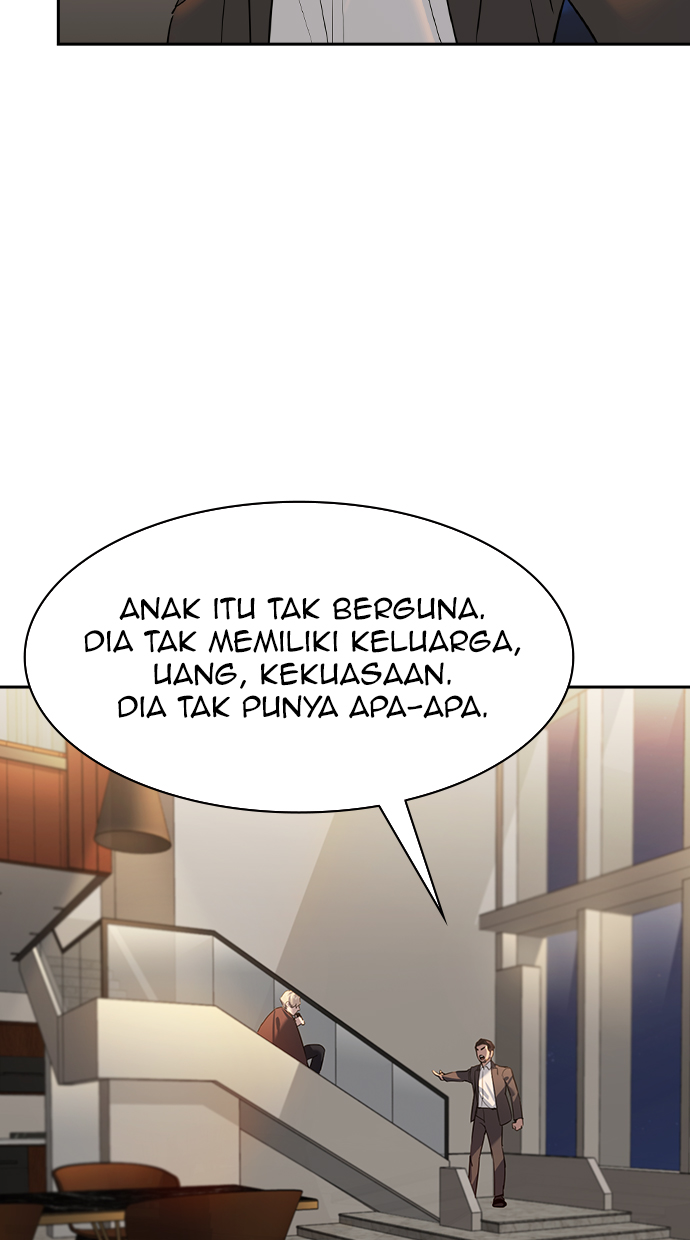 ANAK ITU TAK BERGUNA.
DIA TAK MEMILIKI KELUARGA,
UANG, KEKUASAAN.
DIA TAK PUNYA APA-APA.